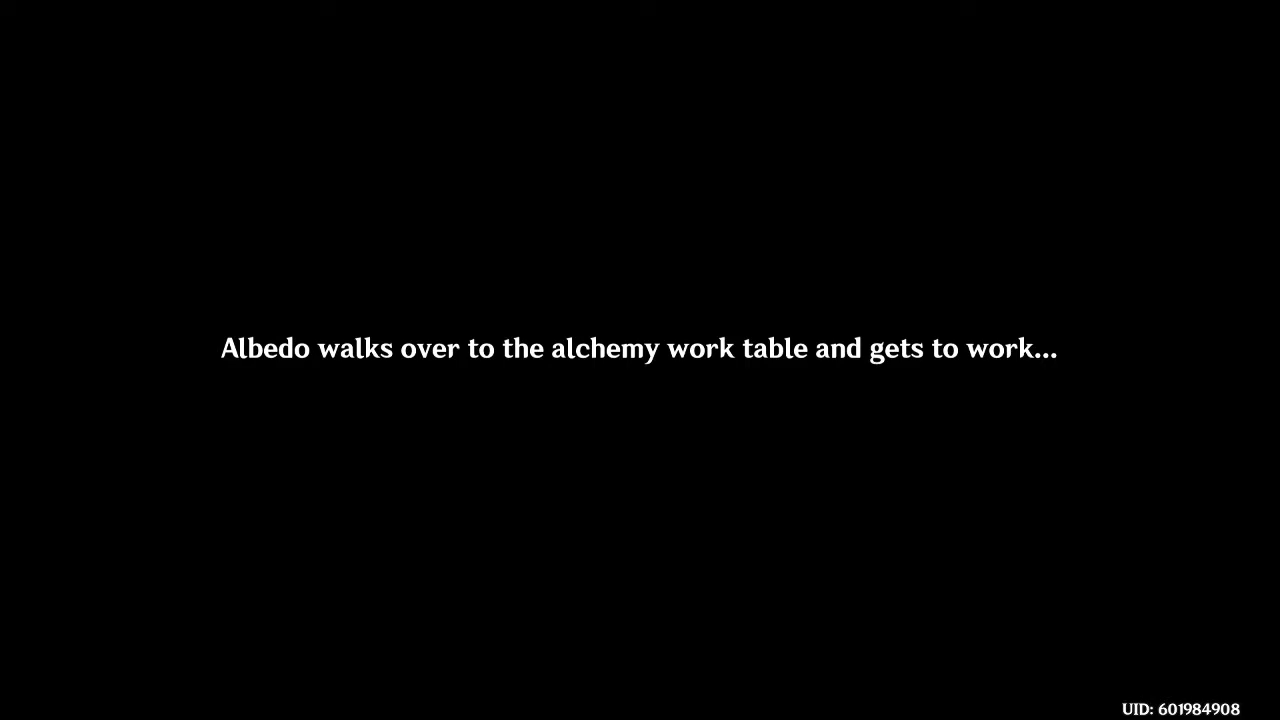 Albedo walks over to the alchemy work table and gets to work...
UID: 601984908